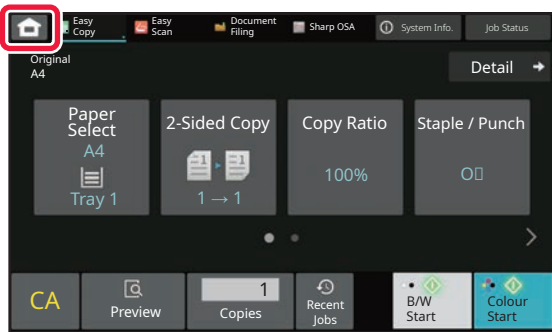 Easy
Copy
Easy
Scan
Document
Filing
Sharp OSA
System Info.
Job Status
Original
A4
Detail
Paper
Select
A4
Tray 1
2-Sided Copy
1 → 1
Copy Ratio
100%
Staple / Punch
CA
Preview
1
Copies
Recent
Jobs
B/W
Start
Colour
Start